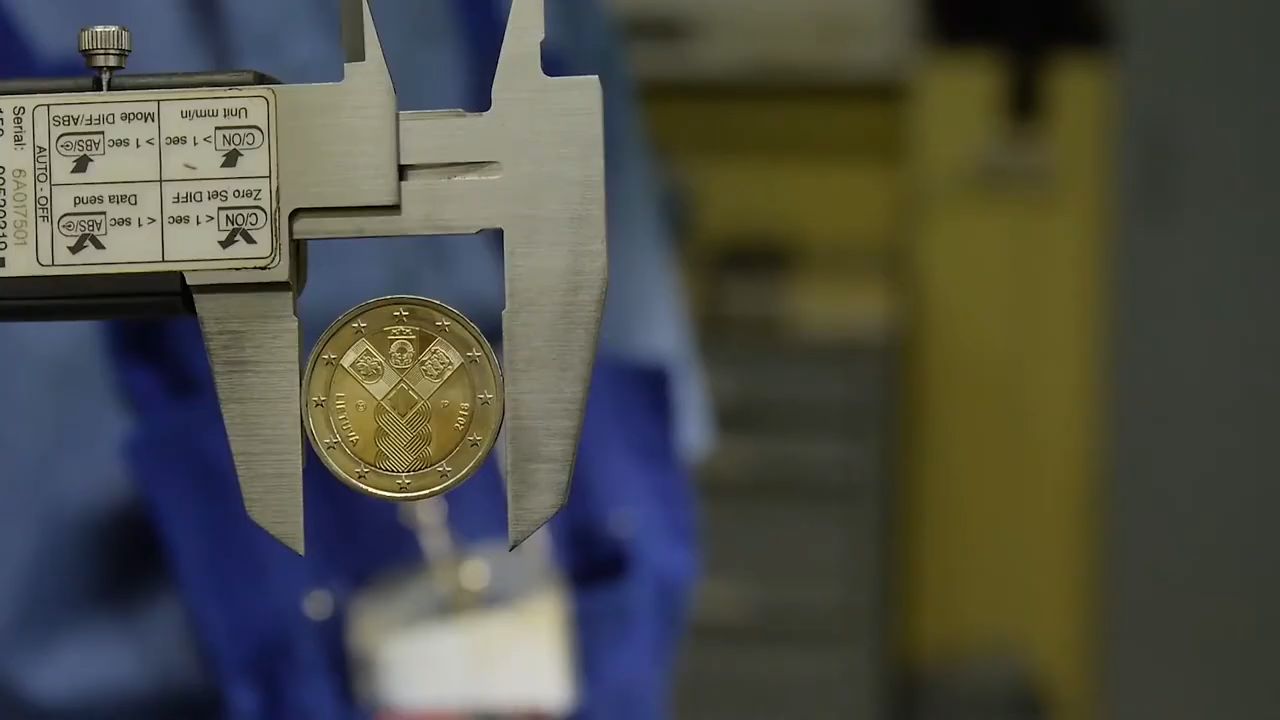 Unit mm/in
C/ON > 1 sec
Mode DIFF/ABS
ABS/ > 1 sec
Zero Set DIFF
C/ON < 1 sec
Data send
ABS/ < 1 sec
AUTO - OFF
Serial: 6A017501
LIETUVA
2018